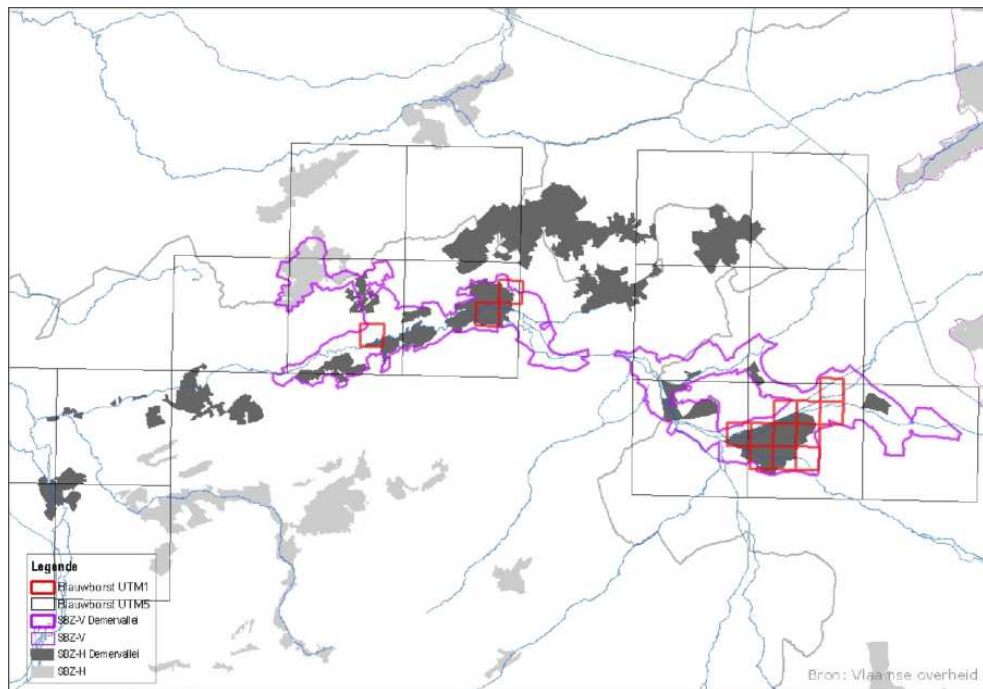 Legende
Blauwborst UTM1
Blauwborst UTM5
SBZ-V Demervallei
SBZ-V
SBZ-H Demervallei
SBZ-H
Bron: Vlaamse overheid